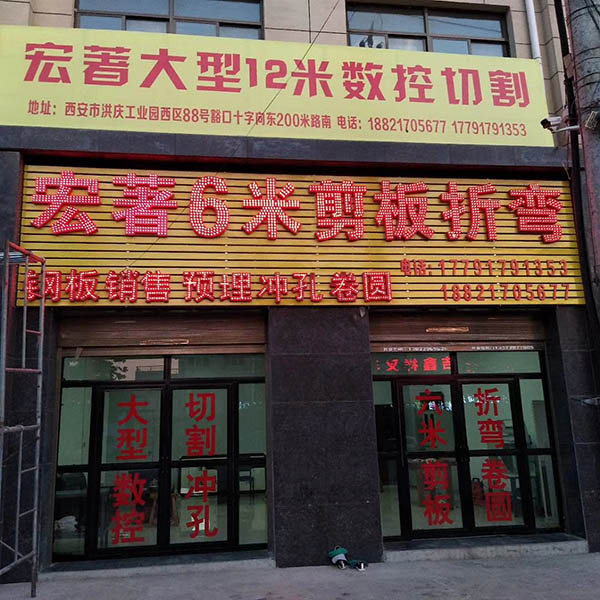 宏著大型12米数控切割
地址：西安市洪庆工业园西区88号豁口十字向东200米路南 电话：18821705677 17791791353
宏著6米剪板折弯
电话：17791791353
钢板销售 预埋冲孔 卷圆
18821705677
大型数控
切割冲孔
六米剪板
折弯卷圆